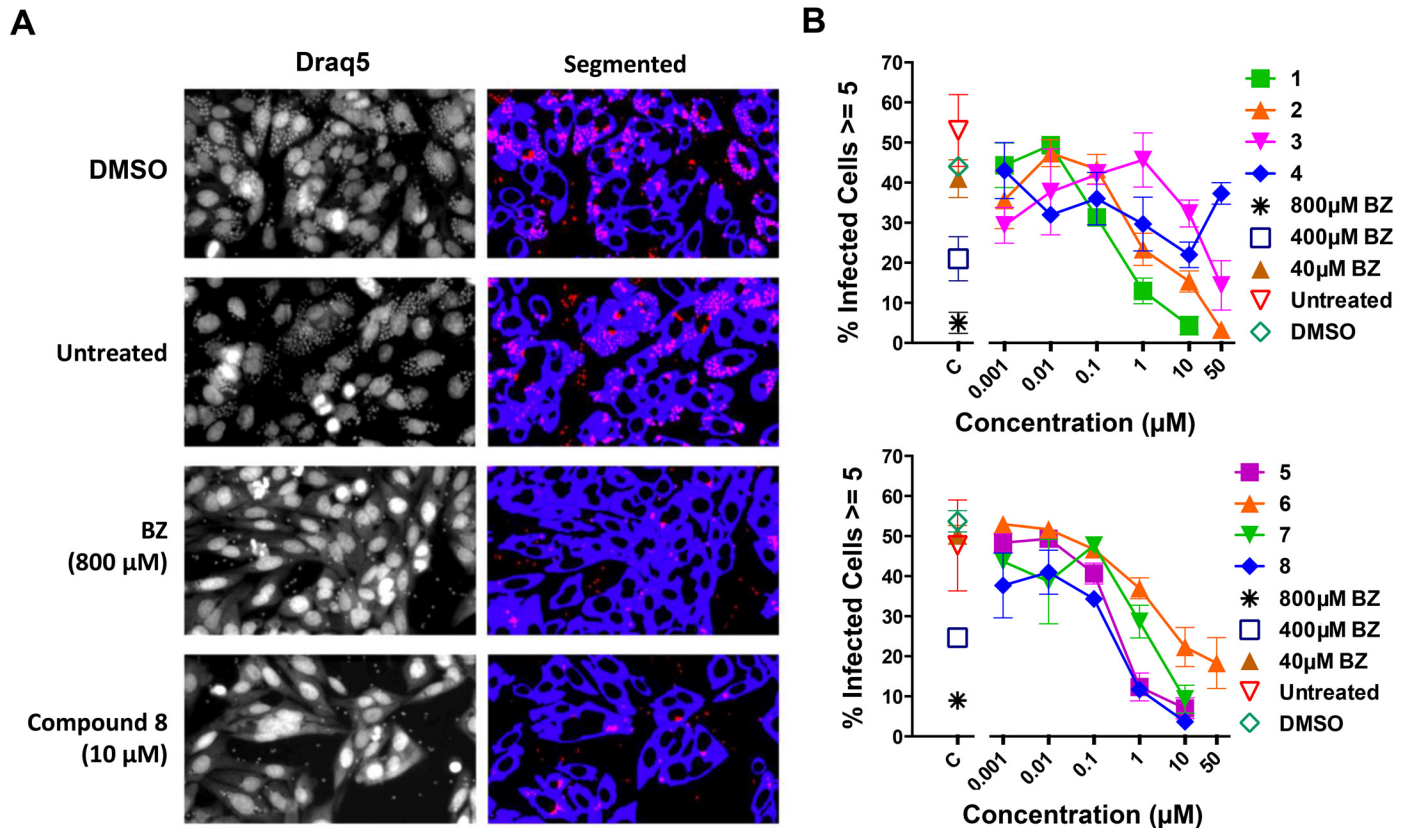 A
B
Draq5
Segmented
DMSO
Untreated
BZ
(800 µM)
Compound 8
(10 µM)
% Infected Cells >= 5
70
60
50
40
30
20
10
0
C
0.001
0.01
0.1
1
10
50
Concentration (µM)
1
2
3
4
800µM BZ
400µM BZ
40µM BZ
Untreated
DMSO
% Infected Cells >= 5
70
60
50
40
30
20
10
0
C
0.001
0.01
0.1
1
10
50
Concentration (µM)
5
6
7
8
800µM BZ
400µM BZ
40µM BZ
Untreated
DMSO